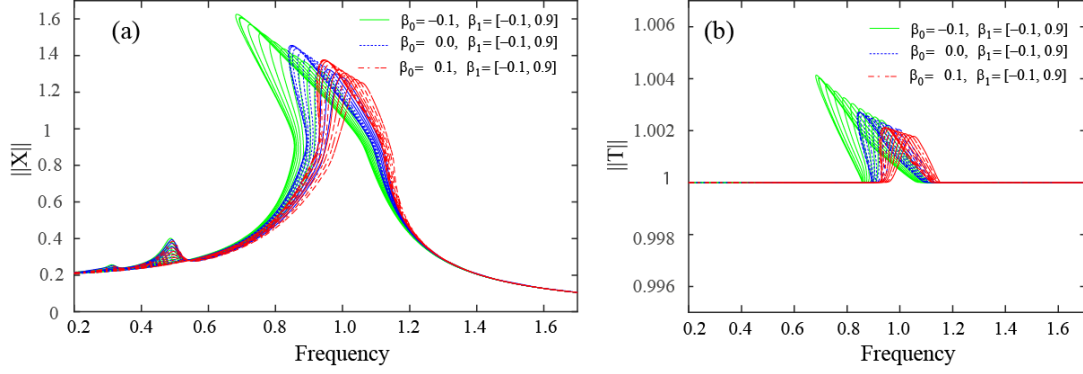 (a)
β₀= −0.1, β₁= [−0.1, 0.9]
β₀= 0.0, β₁= [−0.1, 0.9]
β₀= 0.1, β₁= [−0.1, 0.9]
||X||
1.6
1.4
1.2
1
0.8
0.6
0.4
0.2
0
0.2 0.4 0.6 0.8 1.0 1.2 1.4 1.6
Frequency
(b)
β₀= −0.1, β₁= [−0.1, 0.9]
β₀= 0.0, β₁= [−0.1, 0.9]
β₀= 0.1, β₁= [−0.1, 0.9]
||T||
1.006
1.004
1.002
1
0.998
0.996
0.2 0.4 0.6 0.8 1.0 1.2 1.4 1.6
Frequency